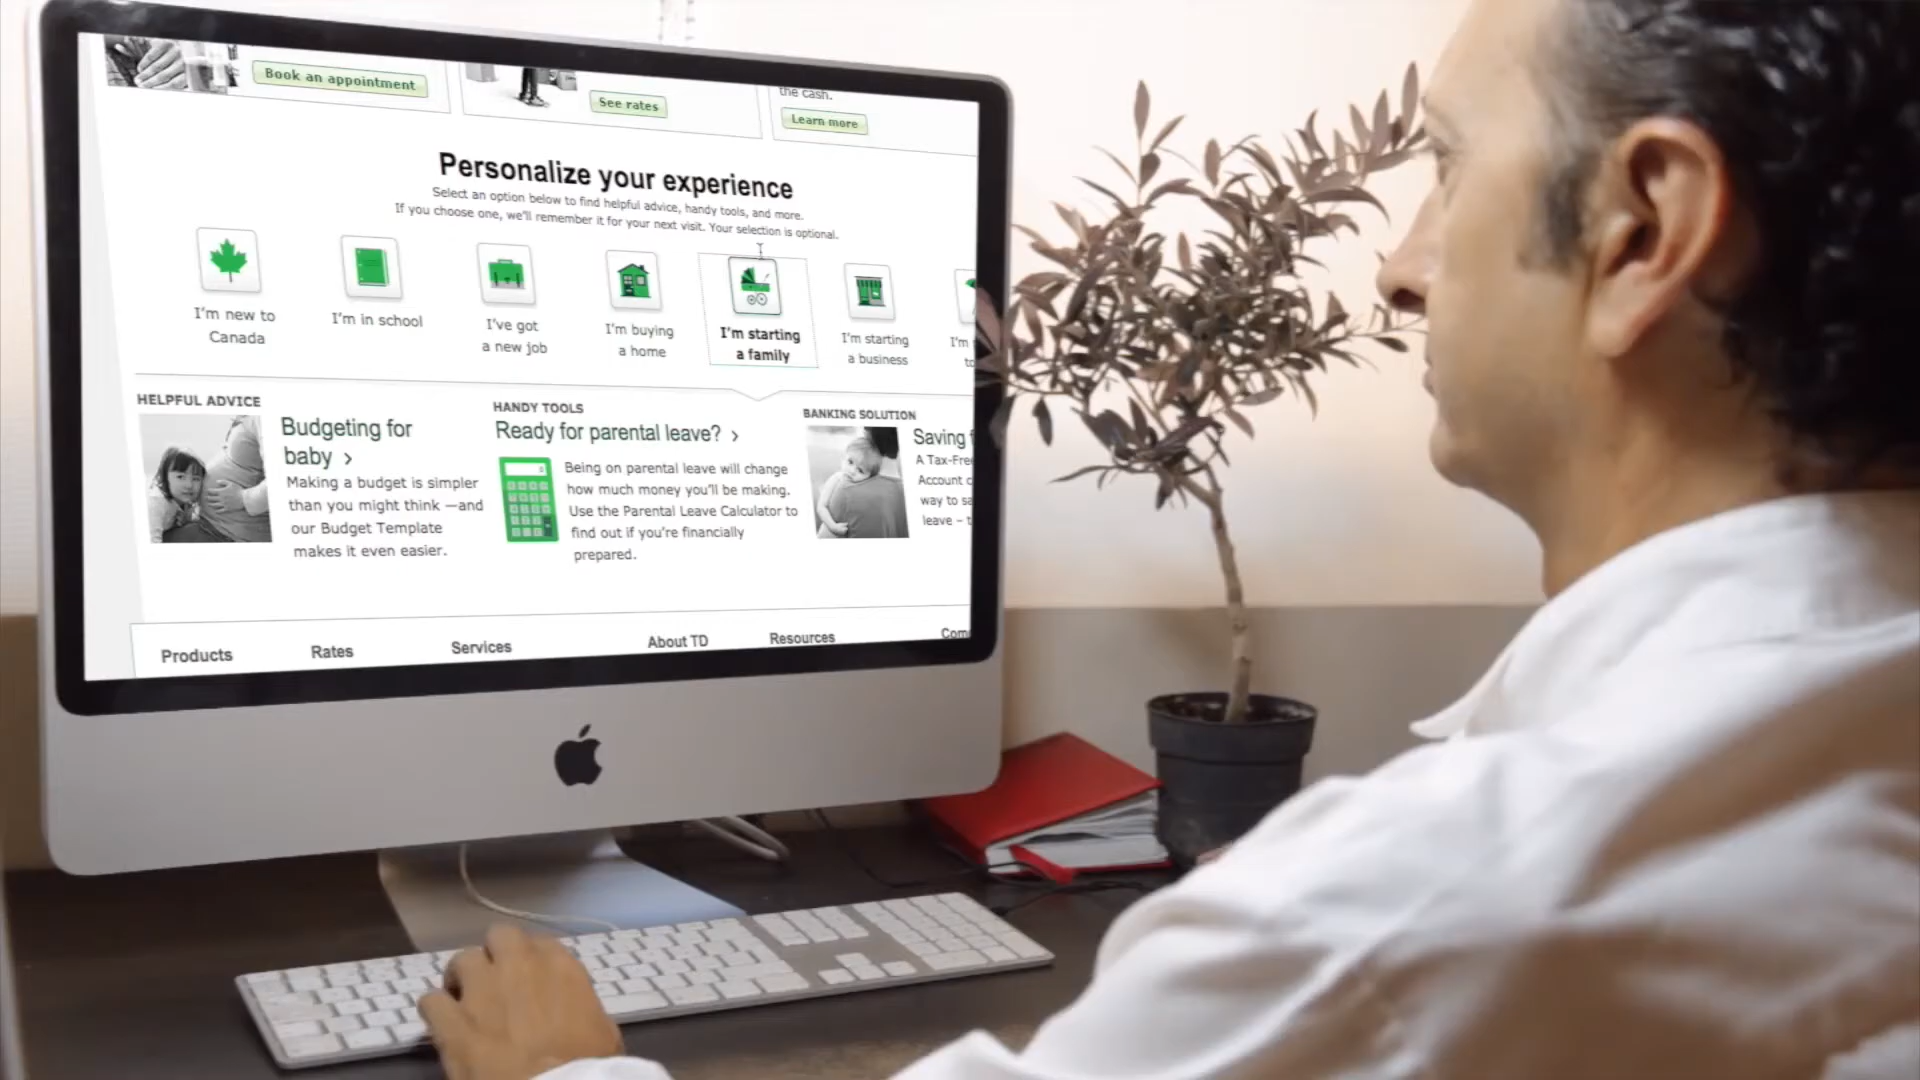 Book an appointment
See rates
the cash.
Learn more
Personalize your experience
Select an option below to find helpful advice, handy tools, and more.
If you choose one, we'll remember it for your next visit. Your selection is optional.
I'm new to
Canada
I'm in school
I've got
a new job
I'm buying
a home
I'm starting
a family
I'm starting
a business
I'm
HELPFUL ADVICE
Budgeting for
baby ›
Making a budget is simpler
than you might think —and
our Budget Template
makes it even easier.
HANDY TOOLS
Ready for parental leave? ›
Being on parental leave will change
how much money you'll be making.
Use the Parental Leave Calculator to
find out if you're financially
prepared.
BANKING SOLUTION
Saving
A Tax-Free
Account
way to
leave –
Products
Rates
Services
About TD
Resources